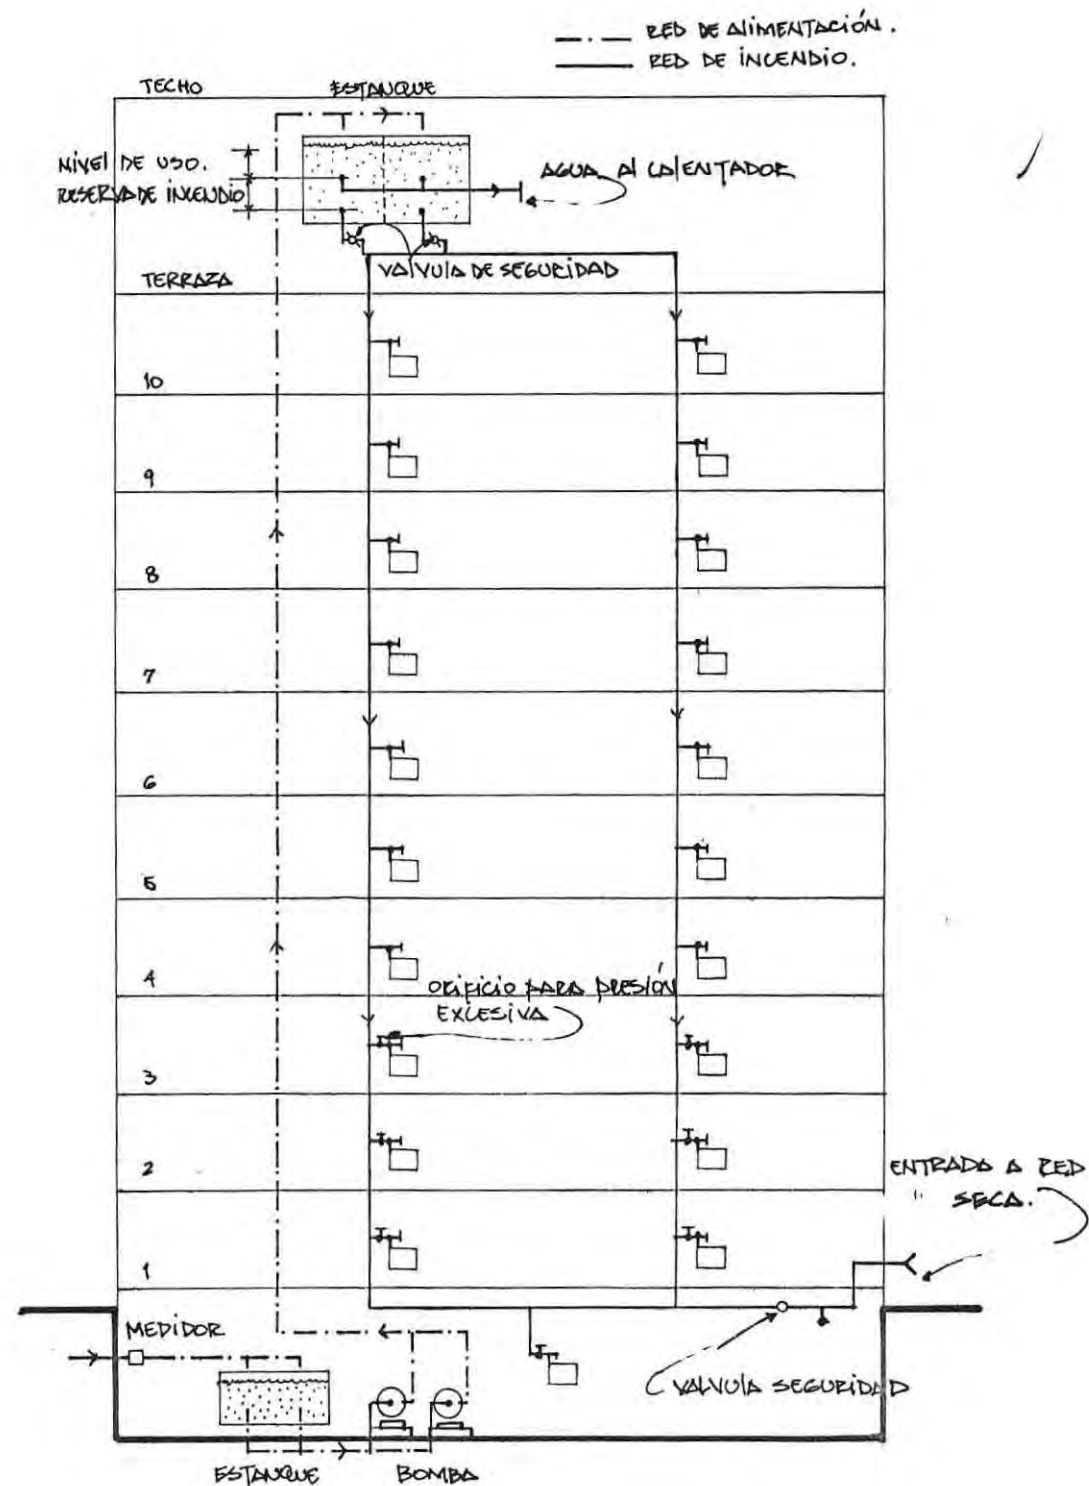 RED DE ALIMENTACIÓN.
RED DE INCENDIO.
TECHO
ESTANQUE
NIVEL DE USO.
RESERVA DE INCENDIO
AGUA AL CALENTADOR
VALVULA DE SEGURIDAD
TERRAZA
10
9
8
7
6
5
4
ORIFICIO PARA PRESIÓN
EXCESIVA
3
2
ENTRADA A RED
SECA.
1
MEDIDOR
VALVULA SEGURIDAD
ESTANQUE
BOMBA